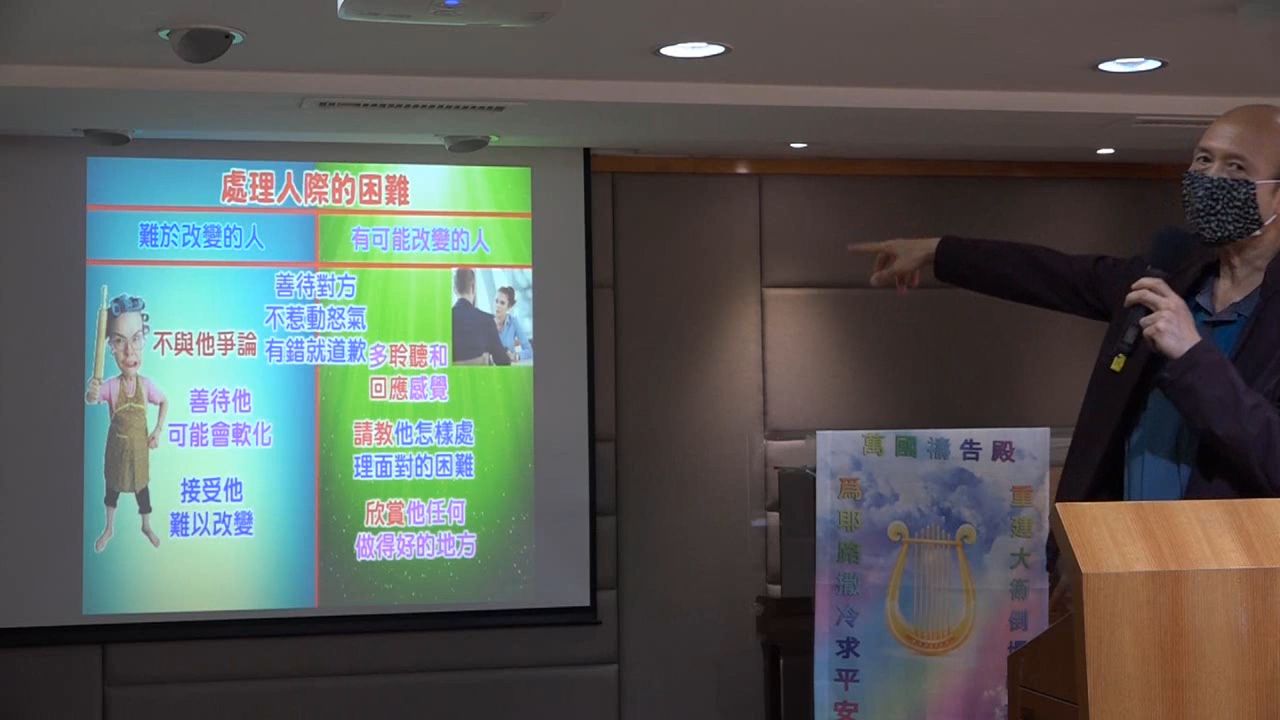 處理人際的困難
難於改變的人
有可能改變的人
善待對方
不惹動怒氣
有錯就道歉
不與他爭論
善待他
可能會軟化
接受他
難以改變
多聆聽和
回應感覺
請教他怎樣處
理面對的困難
欣賞他任何
做得好的地方
萬國禱告殿
爲耶路撒冷求平安
重建大衛倒